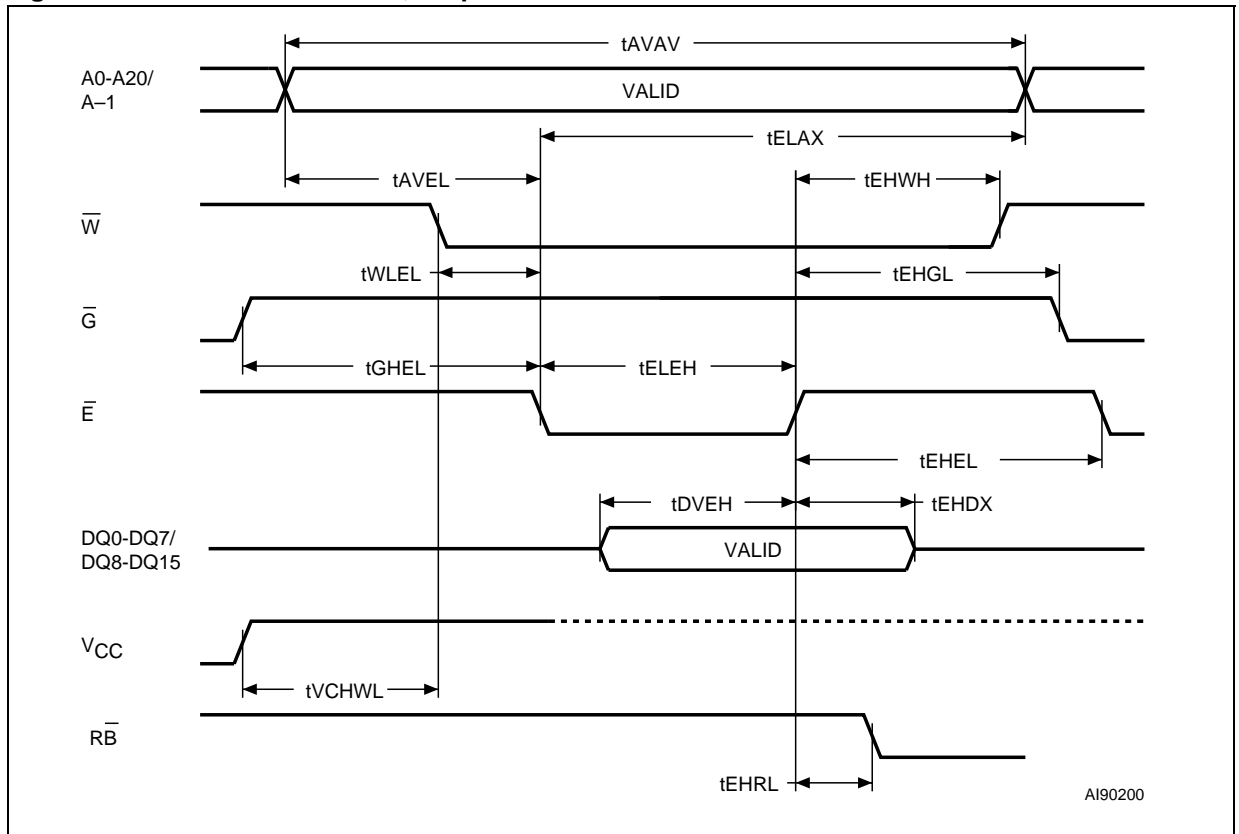 tAVAV
A0-A20/
A–1
VALID
tELAX
tAVEL
tEHWH
W̅
tWLEL
tEHGL
G̅
tGHEL
tELEH
E̅
tEHEL
tDVEH
tEHDX
DQ0-DQ7/
DQ8-DQ15
VALID
VCC
tVCHWL
RB̅
tEHRL
AI90200